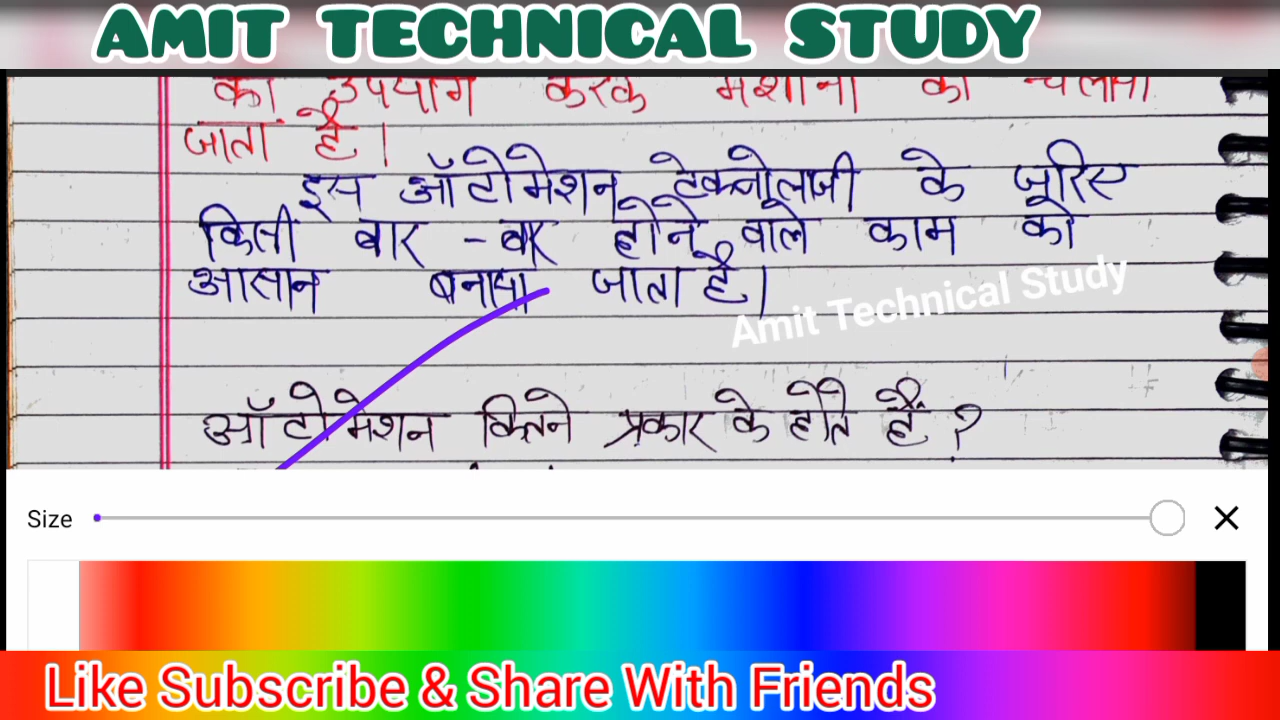 AMIT TECHNICAL STUDY
का उपयोग करके मशीनों को चलाया
जाता है।
इस ऑटोमेशन टेक्नोलॉजी के जरिए
किसी बार - बार होने वाले काम को
आसान बनाया जाता है।
Amit Technical Study
ऑटोमेशन कितने प्रकार के होते हैं ?
Size
Like Subscribe & Share With Friends